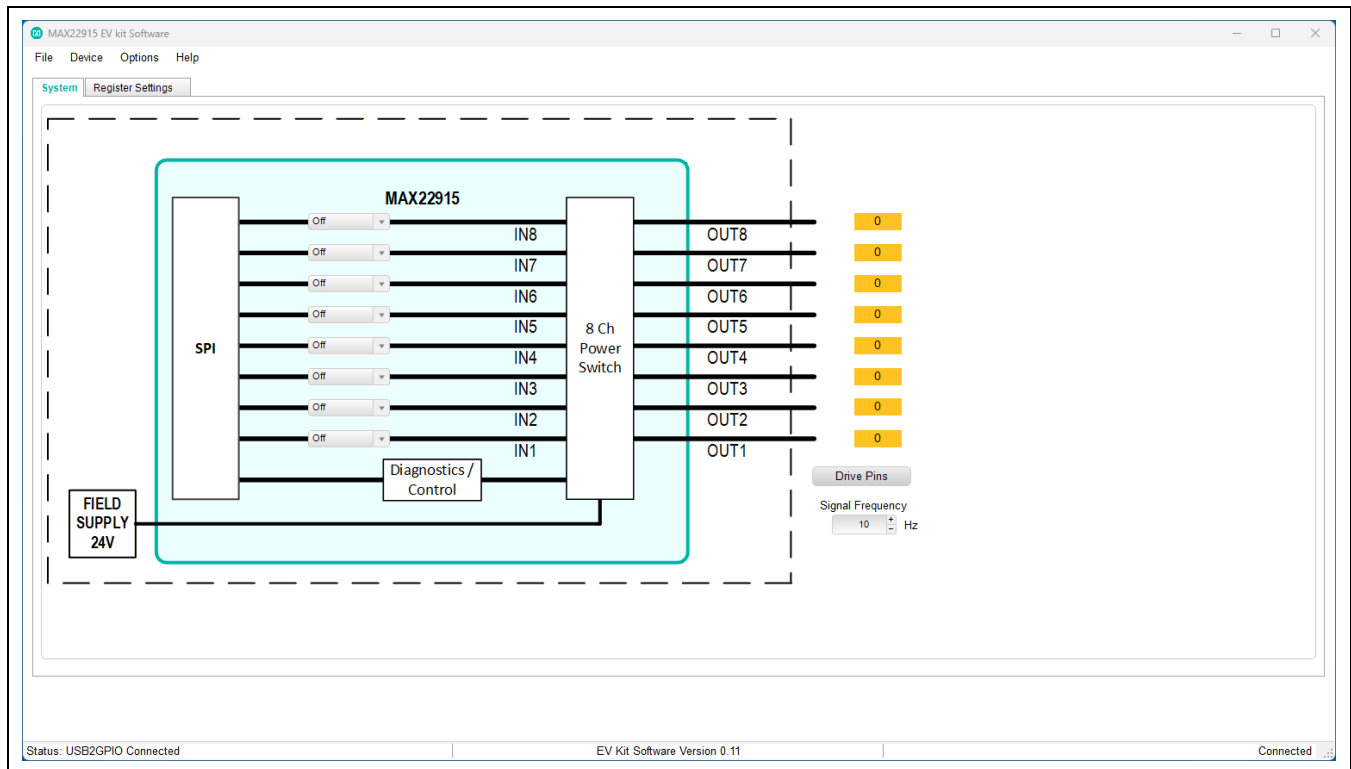 MAX22915 EV kit Software
File Device Options Help
System Register Settings
MAX22915
SPI
Off
IN8
OUT8
0
Off
IN7
OUT7
0
Off
IN6
OUT6
0
Off
IN5
OUT5
0
Off
IN4
OUT4
0
Off
IN3
OUT3
0
Off
IN2
OUT2
0
Off
IN1
OUT1
0
8 Ch
Power
Switch
Diagnostics /
Control
FIELD
SUPPLY
24V
Drive Pins
Signal Frequency
10 + - Hz
Status: USB2GPIO Connected
EV Kit Software Version 0.11
Connected